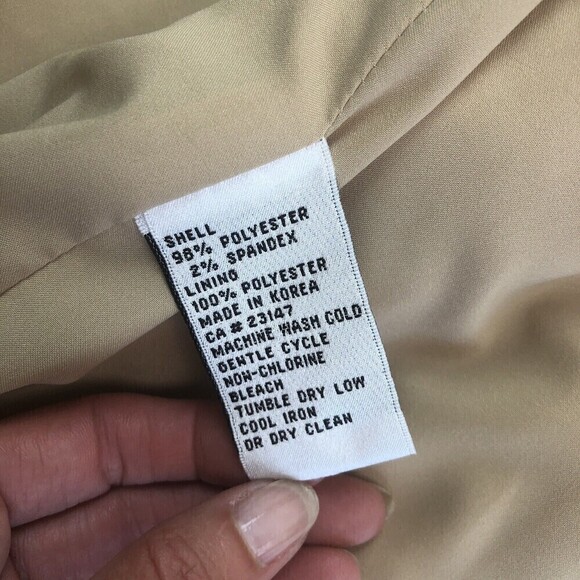 SHELL
98% POLYESTER
2% SPANDEX
LINING
100% POLYESTER
MADE IN KOREA
CA # 23147
MACHINE WASH COLD
GENTLE CYCLE
NON-CHLORINE
BLEACH
TUMBLE DRY LOW
COOL IRON
OR DRY CLEAN